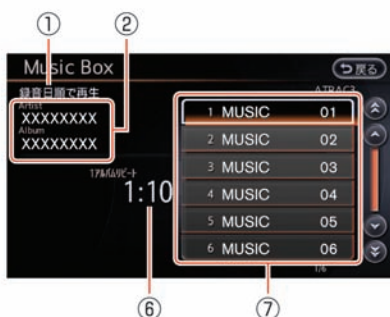 ① ②
Music Box
戻る
録音日順で再生
ATRAC3
Artist
XXXXXXXX
Album
XXXXXXXX
1アルバムリピート
1:10
1 MUSIC 01
2 MUSIC 02
3 MUSIC 03
4 MUSIC 04
5 MUSIC 05
6 MUSIC 06
1/6
⑥ ⑦